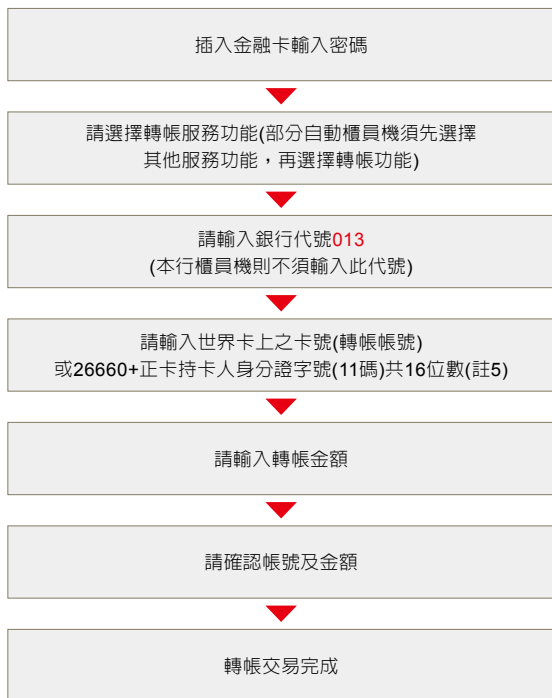 插入金融卡輸入密碼
請選擇轉帳服務功能(部分自動櫃員機須先選擇
其他服務功能，再選擇轉帳功能)
請輸入銀行代號013
(本行櫃員機則不須輸入此代號)
請輸入世界卡上之卡號(轉帳帳號)
或26660+正卡持卡人身分證字號(11碼)共16位數(註5)
請輸入轉帳金額
請確認帳號及金額
轉帳交易完成